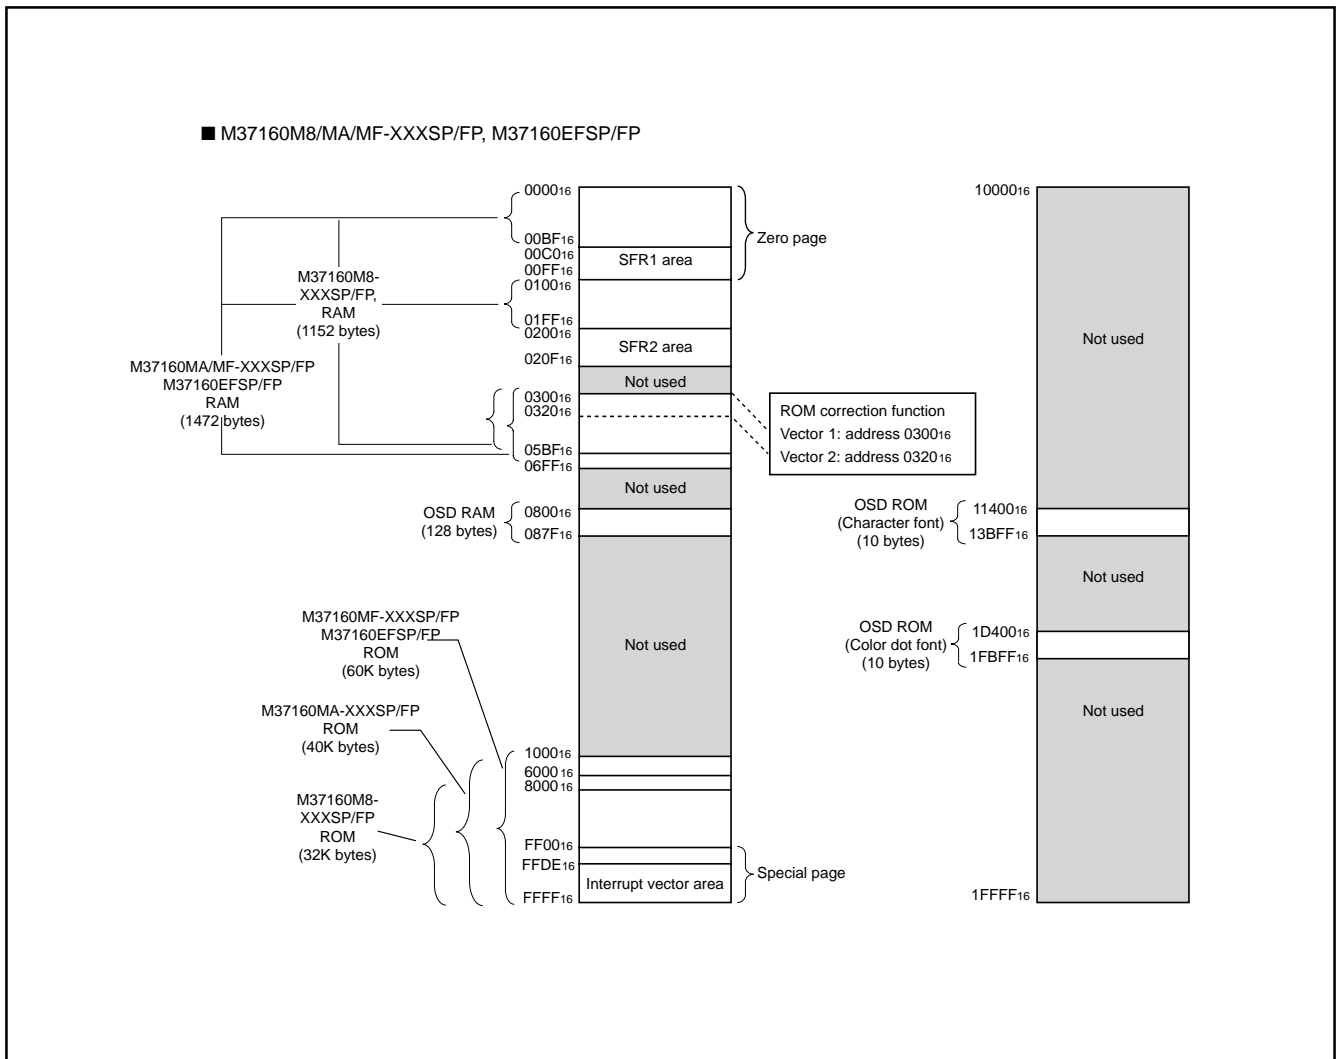 ■ M37160M8/MA/MF-XXXSP/FP, M37160EFSP/FP
000016
00BF16
00C016
00FF16
010016
01FF16
020016
020F16
030016
032016
05BF16
06FF16
080016
087F16
100016
600016
800016
FF0016
FFDE16
FFFF16
SFR1 area
SFR2 area
Not used
Not used
Not used
Interrupt vector area
Zero page
Special page
M37160M8-
XXXSP/FP,
RAM
(1152 bytes)
M37160MA/MF-XXXSP/FP
M37160EFSP/FP
RAM
(1472 bytes)
ROM correction function
Vector 1: address 030016
Vector 2: address 032016
OSD RAM
(128 bytes)
M37160MF-XXXSP/FP
M37160EFSP/FP
ROM
(60K bytes)
M37160MA-XXXSP/FP
ROM
(40K bytes)
M37160M8-
XXXSP/FP
ROM
(32K bytes)
1000016
Not used
OSD ROM
(Character font)
(10 bytes)
1140016
13BFF16
Not used
OSD ROM
(Color dot font)
(10 bytes)
1D40016
1FBFF16
Not used
1FFFF16